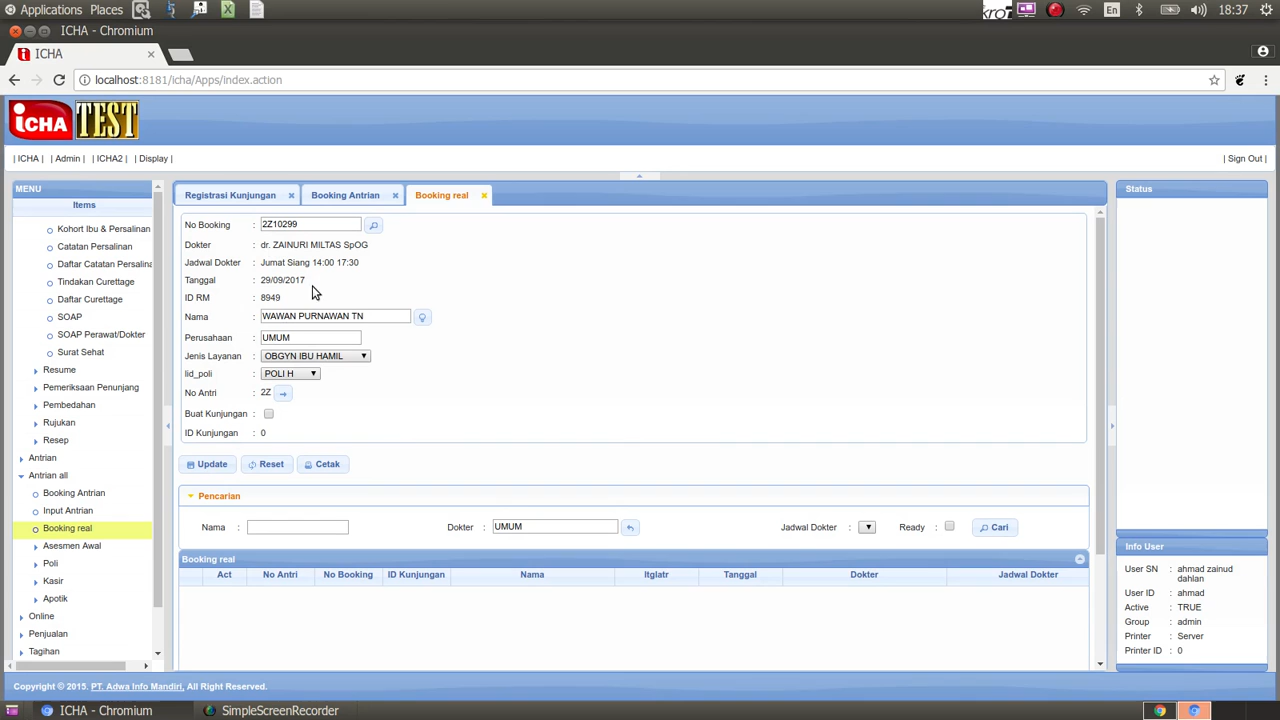 Applications Places
En
18:37
ICHA - Chromium
ICHA
localhost:8181/icha/Apps/index.action
iCHA TEST
| ICHA | | Admin | | ICHA2 | | Display |
| Sign Out |
MENU
Items
Kohort Ibu & Persalinan
Catatan Persalinan
Daftar Catatan Persalina
Tindakan Curettage
Daftar Curettage
SOAP
SOAP Perawat/Dokter
Surat Sehat
Resume
Pemeriksaan Penunjang
Pembedahan
Rujukan
Resep
Antrian
Antrian all
Booking Antrian
Input Antrian
Booking real
Asesmen Awal
Poli
Kasir
Apotik
Online
Penjualan
Tagihan
Registrasi Kunjungan
Booking Antrian
Booking real
No Booking : 2Z10299
Dokter : dr. ZAINURI MILTAS SpOG
Jadwal Dokter : Jumat Siang 14:00 17:30
Tanggal : 29/09/2017
ID RM : 8949
Nama : WAWAN PURNAWAN TN
Perusahaan : UMUM
Jenis Layanan : OBGYN IBU HAMIL
lid_poli : POLI H
No Antri : 2Z
Buat Kunjungan :
ID Kunjungan : 0
Update Reset Cetak
Pencarian
Nama : Dokter : UMUM Jadwal Dokter : Ready : Cari
Booking real
Act No Antri No Booking ID Kunjungan Nama ltglatr Tanggal Dokter Jadwal Dokter
Status
Info User
User SN : ahmad zainud dahlan
User ID : ahmad
Active : TRUE
Group : admin
Printer : Server
Printer ID : 0
Copyright © 2015. PT. Adwa Info Mandiri, All Right Reserved.
ICHA - Chromium
SimpleScreenRecorder